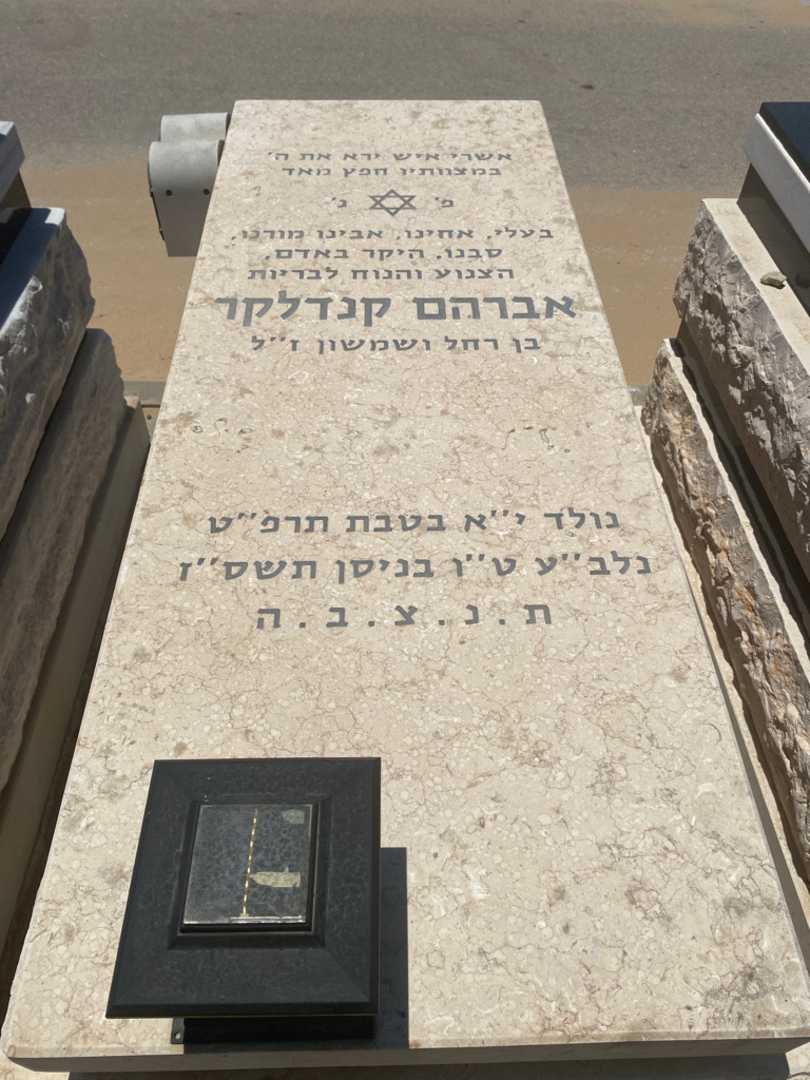 אשרי איש ירא את ה'
במצוותיו חפץ מאד
פ' נ'
בעלי, אחינו, אבינו מורנו,
סבנו, היקר באדם,
הצנוע והנוח לבריות
אברהם קנדלקר
בן רחל ושמשון ז''ל
נולד י''א בטבת תרפ''ט
נלב''ע ט''ו בניסן תשס''ז
ת . נ . צ . ב . ה